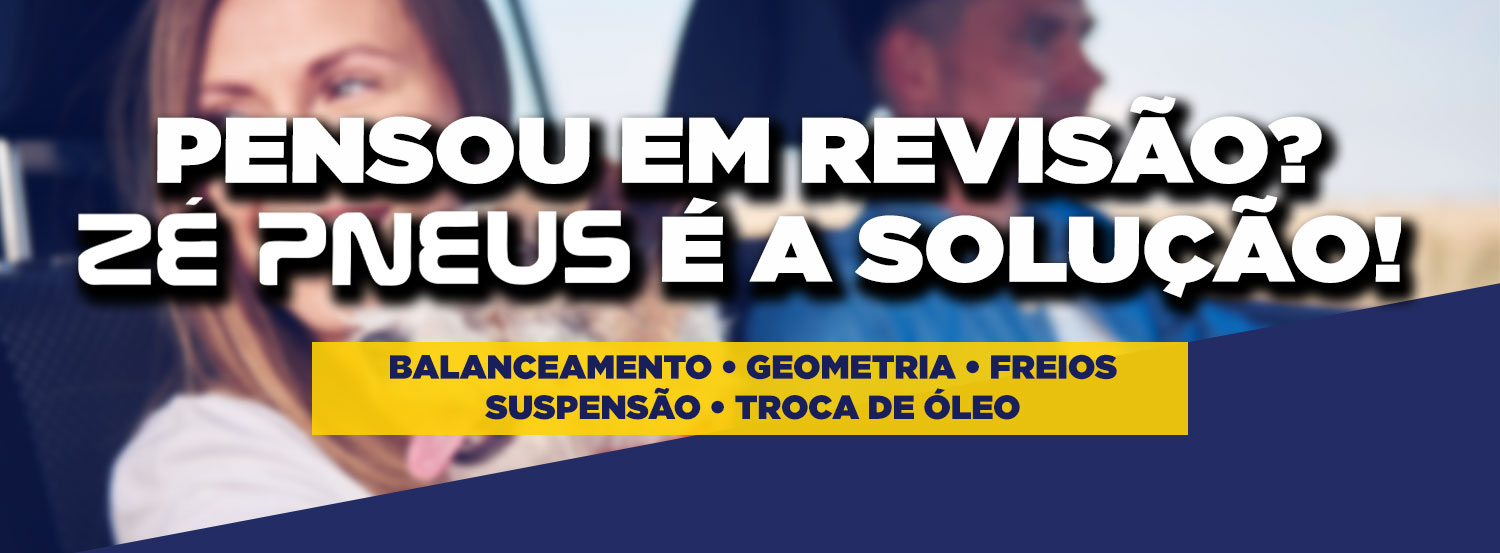 PENSOU EM REVISÃO?
ZÉ PNEUS É A SOLUÇÃO!
BALANCEAMENTO • GEOMETRIA • FREIOS
SUSPENSÃO • TROCA DE ÓLEO